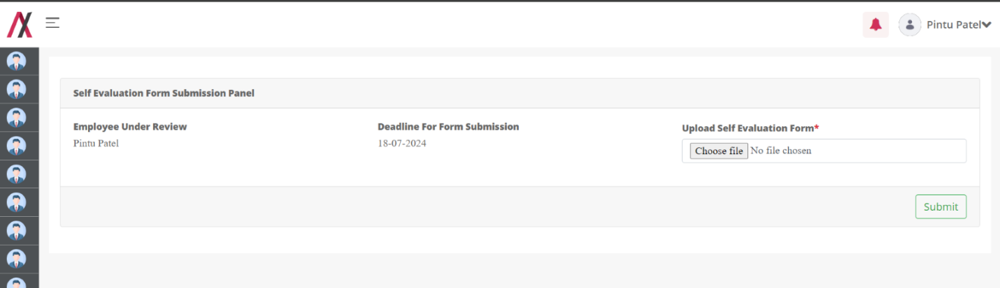 Pintu Patel
Self Evaluation Form Submission Panel
Employee Under Review
Pintu Patel
Deadline For Form Submission
18-07-2024
Upload Self Evaluation Form*
Choose file No file chosen
Submit